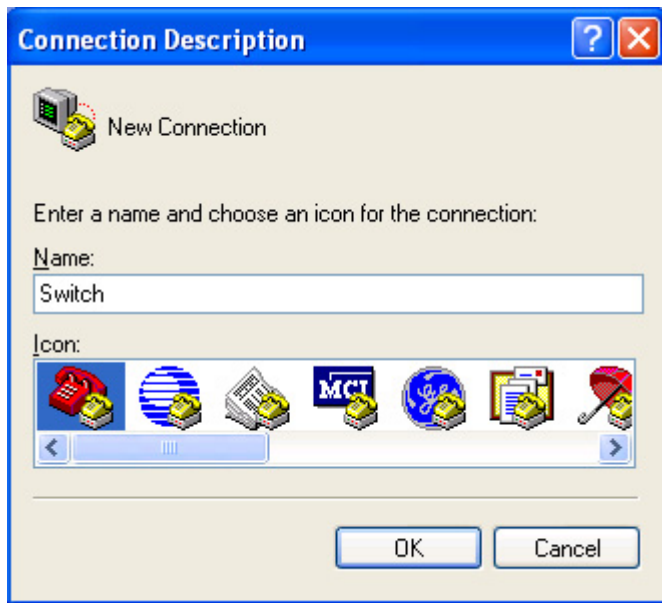 Connection Description
New Connection
Enter a name and choose an icon for the connection:
Name:
Switch
Icon:
MCI
OK Cancel